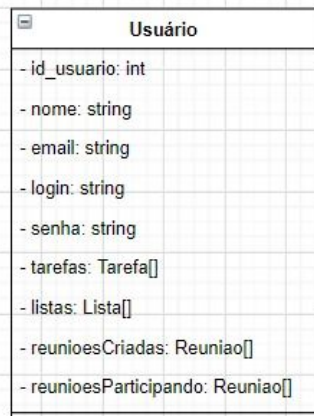 Usuário
- id_usuario: int
- nome: string
- email: string
- login: string
- senha: string
- tarefas: Tarefa[]
- listas: Lista[]
- reunioesCriadas: Reuniao[]
- reunioesParticipando: Reuniao[]